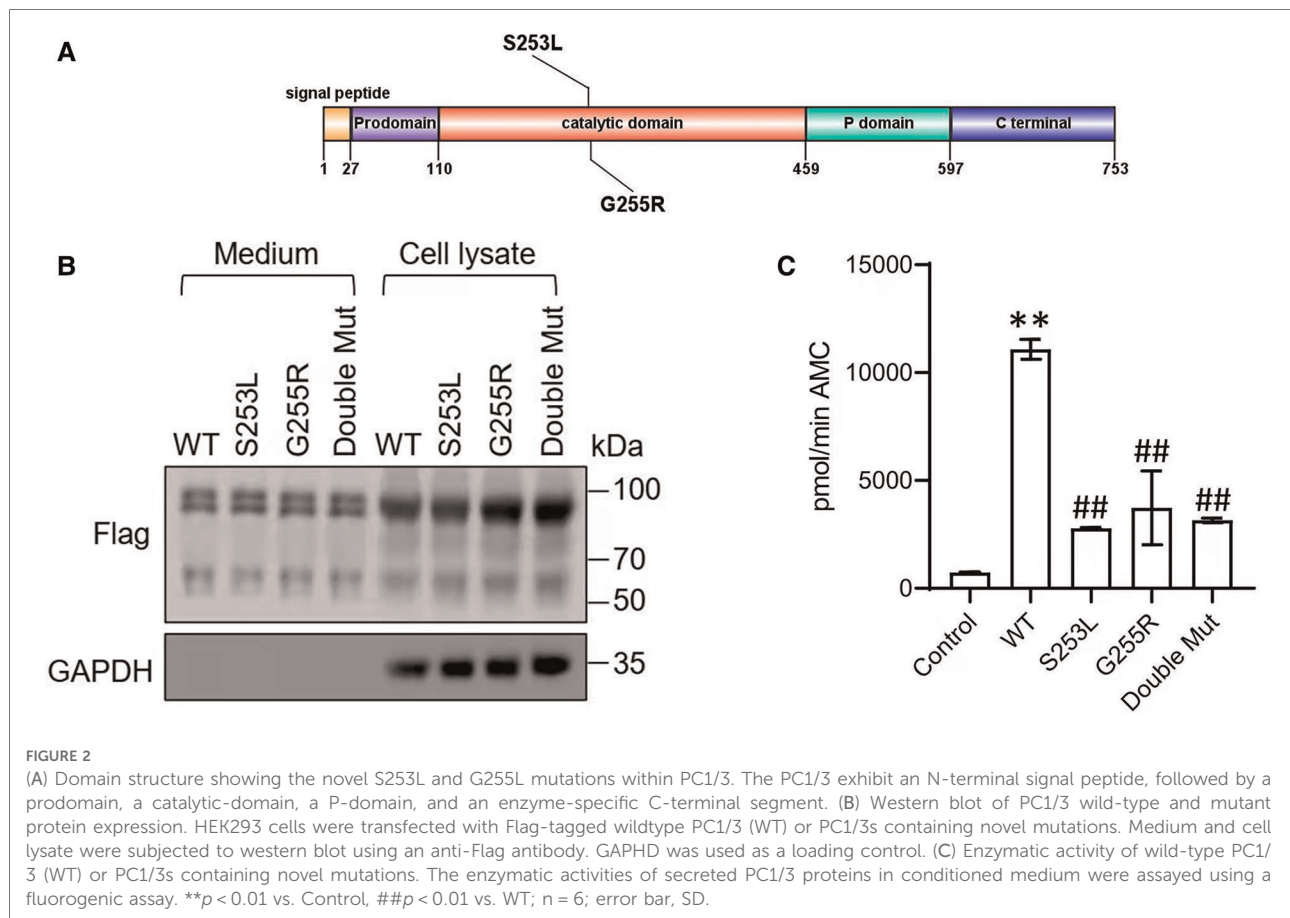 A
S253L
signal peptide
Prodomain
catalytic domain
P domain
C terminal
1 27 110 459 597 753
G255R
B
Medium Cell lysate
WT S253L G255R Double Mut WT S253L G255R Double Mut kDa
Flag
100
70
50
GAPDH
35
C
pmol/min AMC
15000
10000
5000
0
**
##
##
##
Control WT S253L G255R Double Mut
FIGURE 2
(A) Domain structure showing the novel S253L and G255L mutations within PC1/3. The PC1/3 exhibit an N-terminal signal peptide, followed by a
prodomain, a catalytic-domain, a P-domain, and an enzyme-specific C-terminal segment. (B) Western blot of PC1/3 wild-type and mutant
protein expression. HEK293 cells were transfected with Flag-tagged wildtype PC1/3 (WT) or PC1/3s containing novel mutations. Medium and cell
lysate were subjected to western blot using an anti-Flag antibody. GAPHD was used as a loading control. (C) Enzymatic activity of wild-type PC1/
3 (WT) or PC1/3s containing novel mutations. The enzymatic activities of secreted PC1/3 proteins in conditioned medium were assayed using a
fluorogenic assay. **p < 0.01 vs. Control, ##p < 0.01 vs. WT; n = 6; error bar, SD.